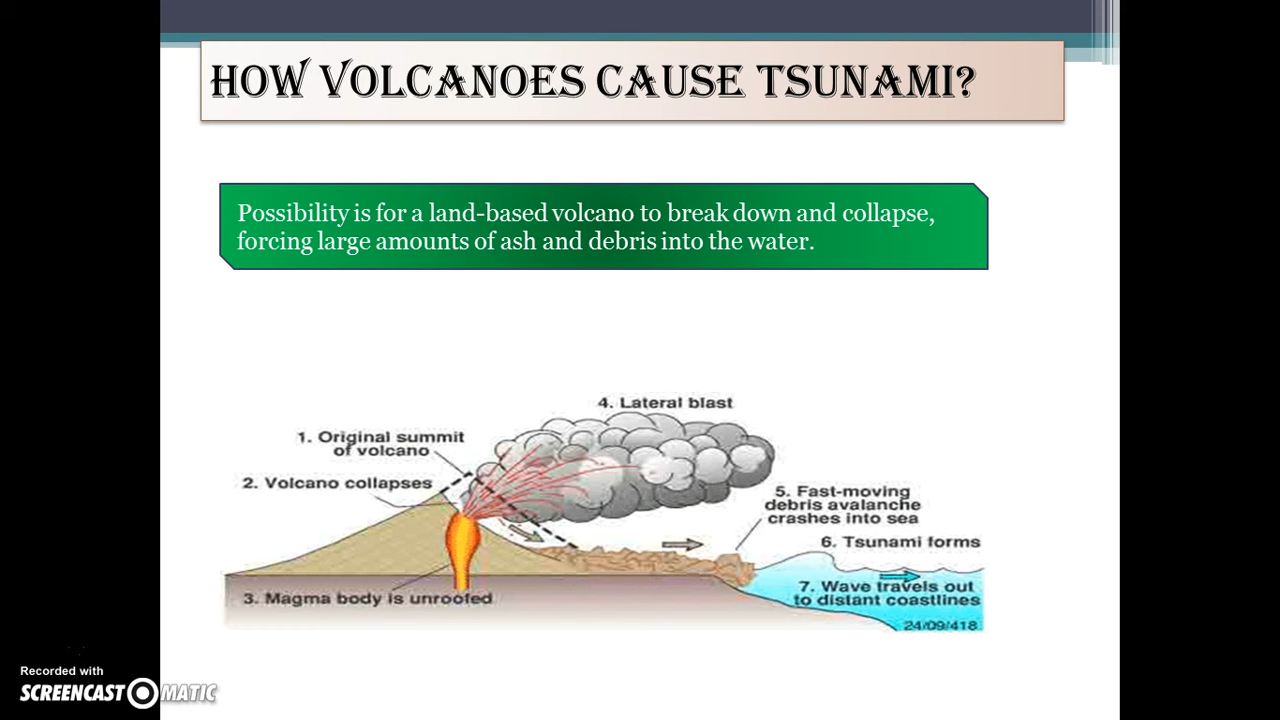 HOW VOLCANOES CAUSE TSUNAMI?
Possibility is for a land-based volcano to break down and collapse,
forcing large amounts of ash and debris into the water.
4. Lateral blast
1. Original summit
of volcano
2. Volcano collapses
5. Fast-moving
debris avalanche
crashes into sea
6. Tsunami forms
7. Wave travels out
to distant coastlines
3. Magma body is unroofed
24/09/418
Recorded with
SCREENCAST MATIC